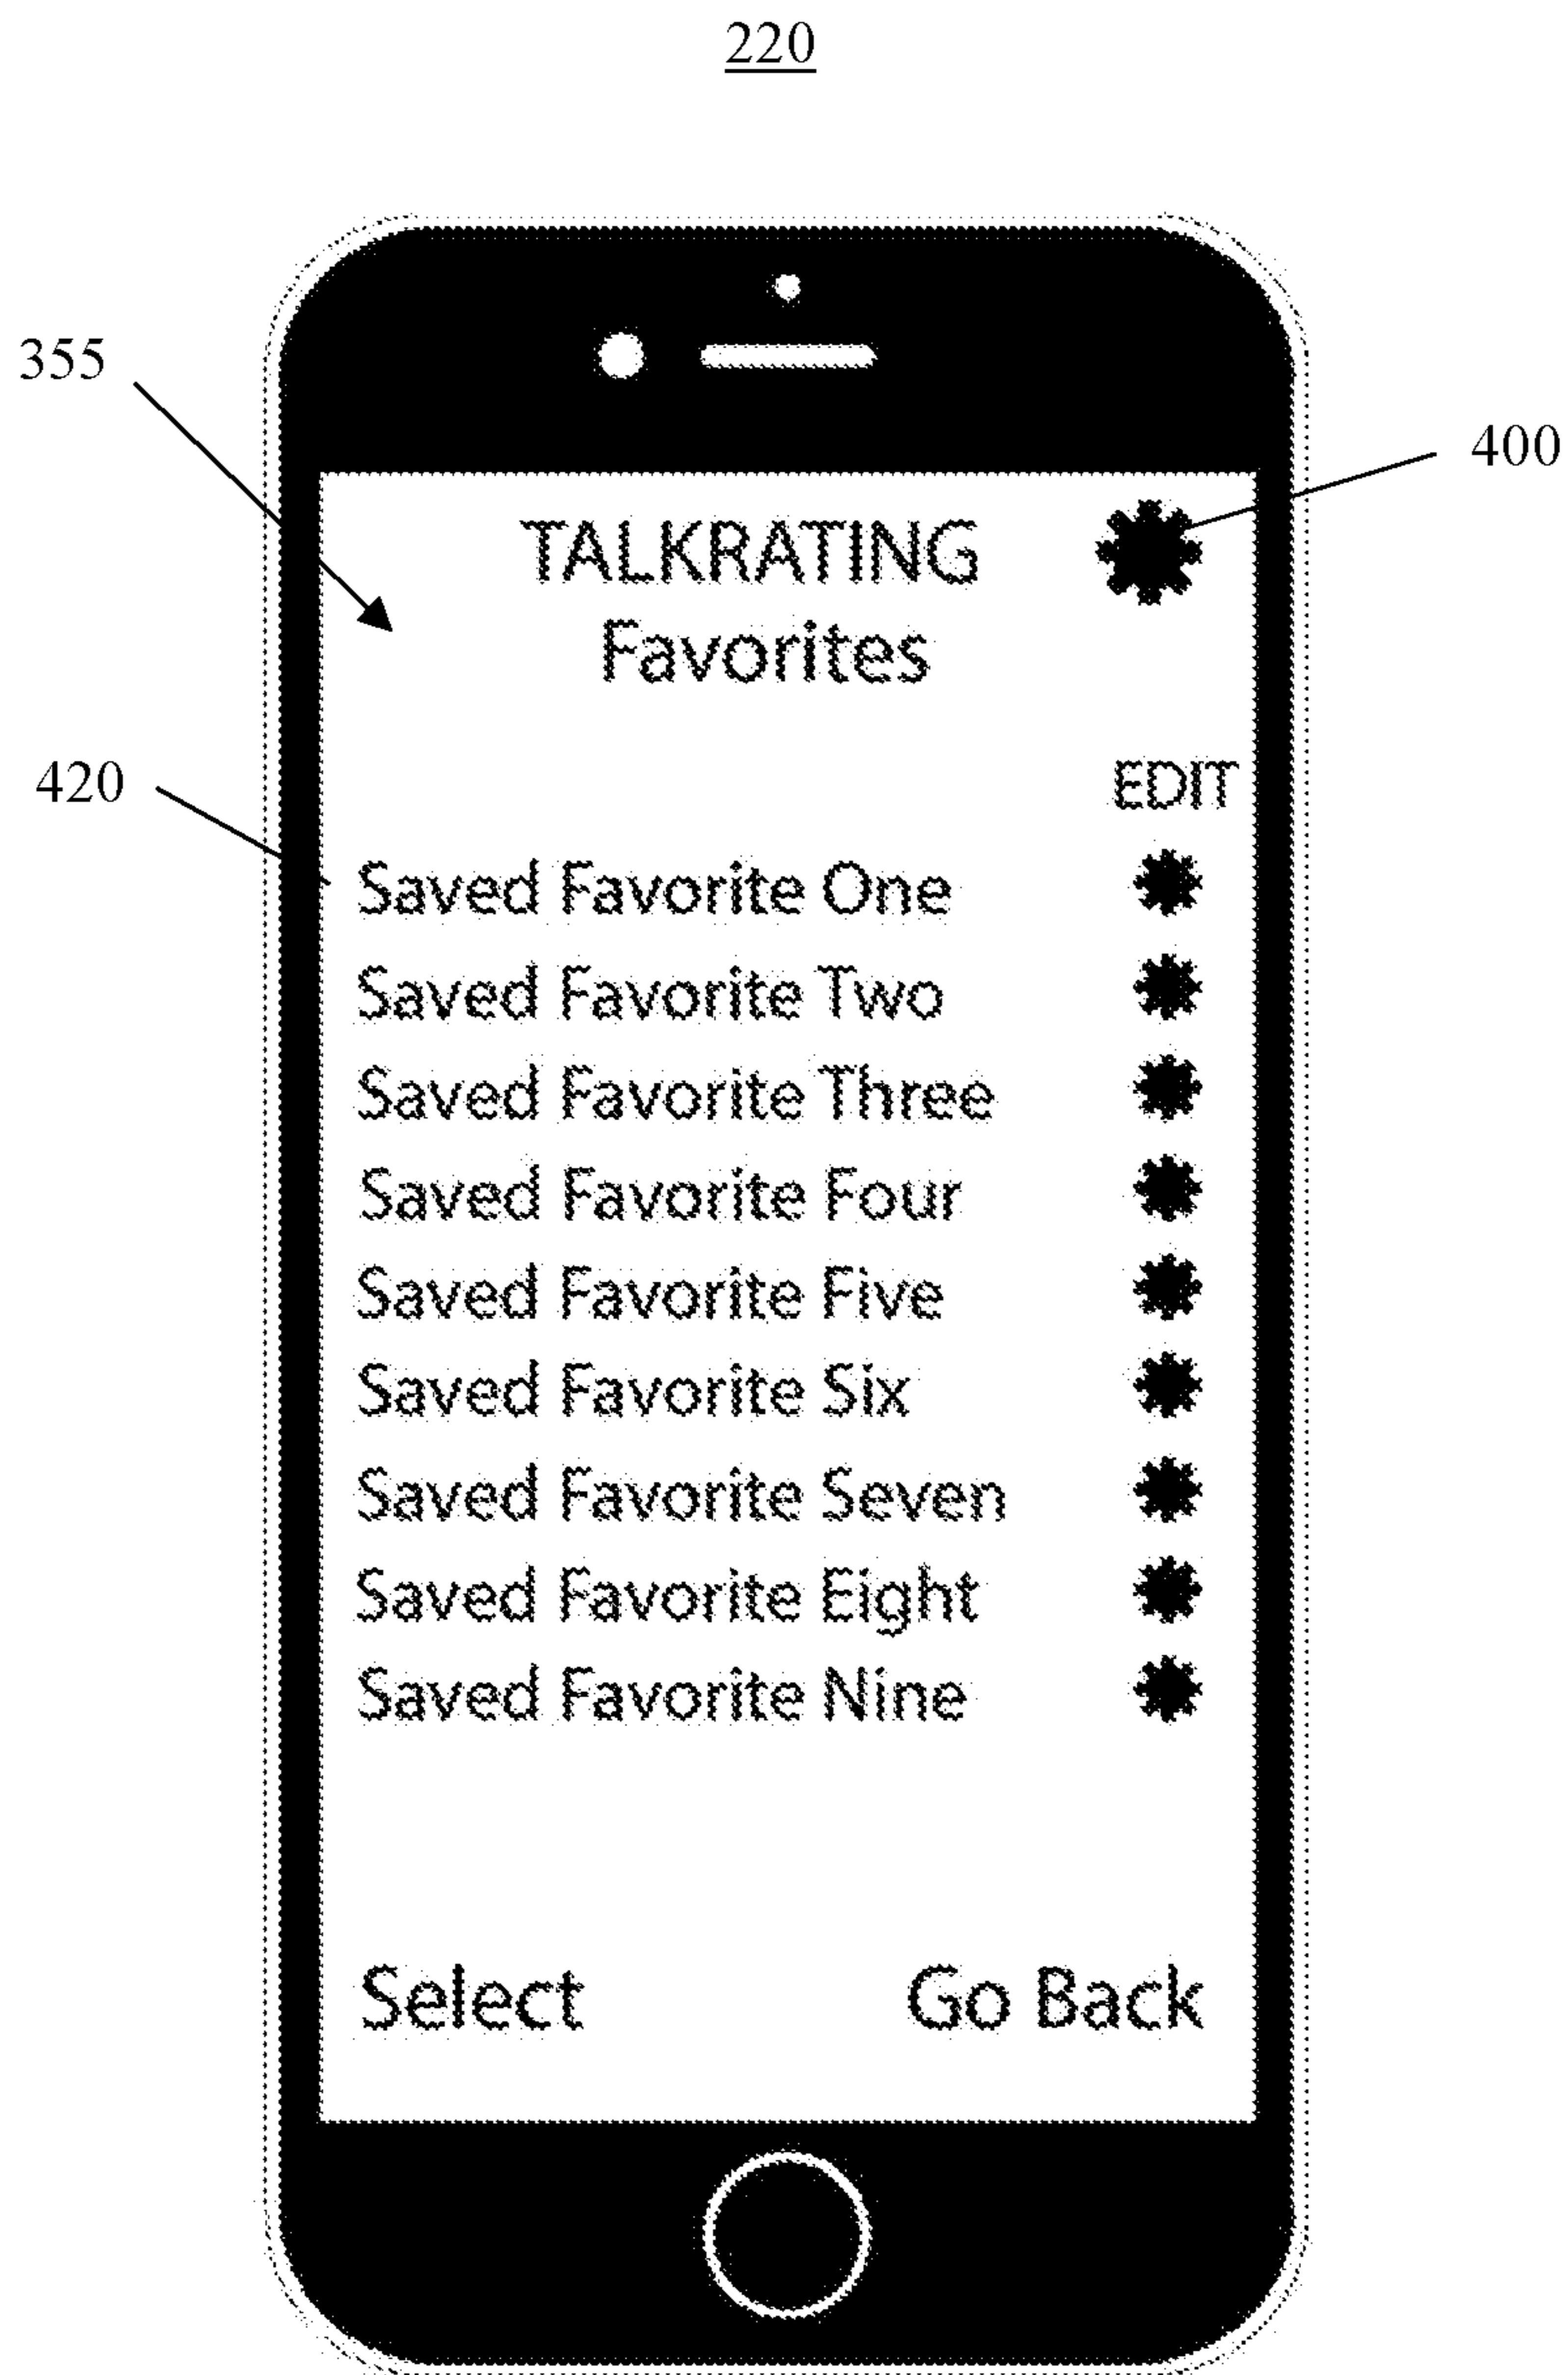 220
355
400
TALKRATING
Favorites
420
EDIT
Saved Favorite One
Saved Favorite Two
Saved Favorite Three
Saved Favorite Four
Saved Favorite Five
Saved Favorite Six
Saved Favorite Seven
Saved Favorite Eight
Saved Favorite Nine
Select Go Back